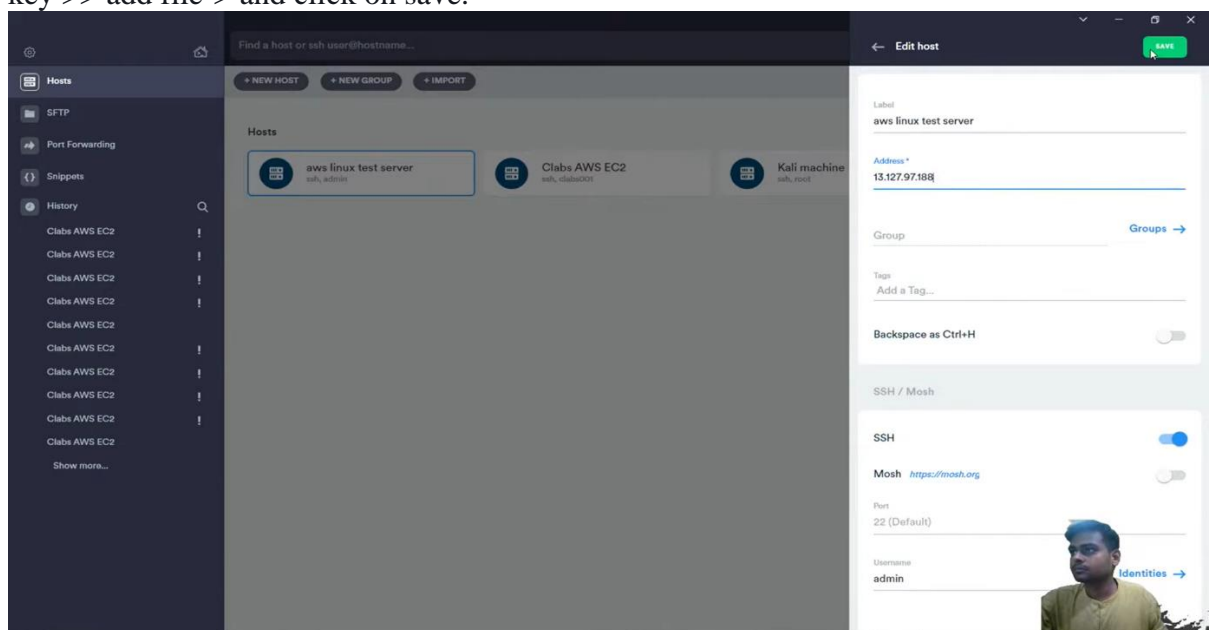 key >> add file > and click on save.
Find a host or ssh user@hostname...
← Edit host
SAVE
Hosts
+ NEW HOST
+ NEW GROUP
+ IMPORT
SFTP
Port Forwarding
{} Snippets
History
Clabs AWS EC2 !
Clabs AWS EC2 !
Clabs AWS EC2 !
Clabs AWS EC2 !
Clabs AWS EC2
Clabs AWS EC2 !
Clabs AWS EC2 !
Clabs AWS EC2 !
Clabs AWS EC2 !
Clabs AWS EC2
Show more...
Hosts
aws linux test server
ssh, admin
Clabs AWS EC2
ssh, clabs001
Kali machine
ssh, root
Label
aws linux test server
Address *
13.127.97.188
Group
Groups →
Tags
Add a Tag...
Backspace as Ctrl+H
SSH / Mosh
SSH
Mosh https://mosh.org
Port
22 (Default)
Username
admin
Identities →